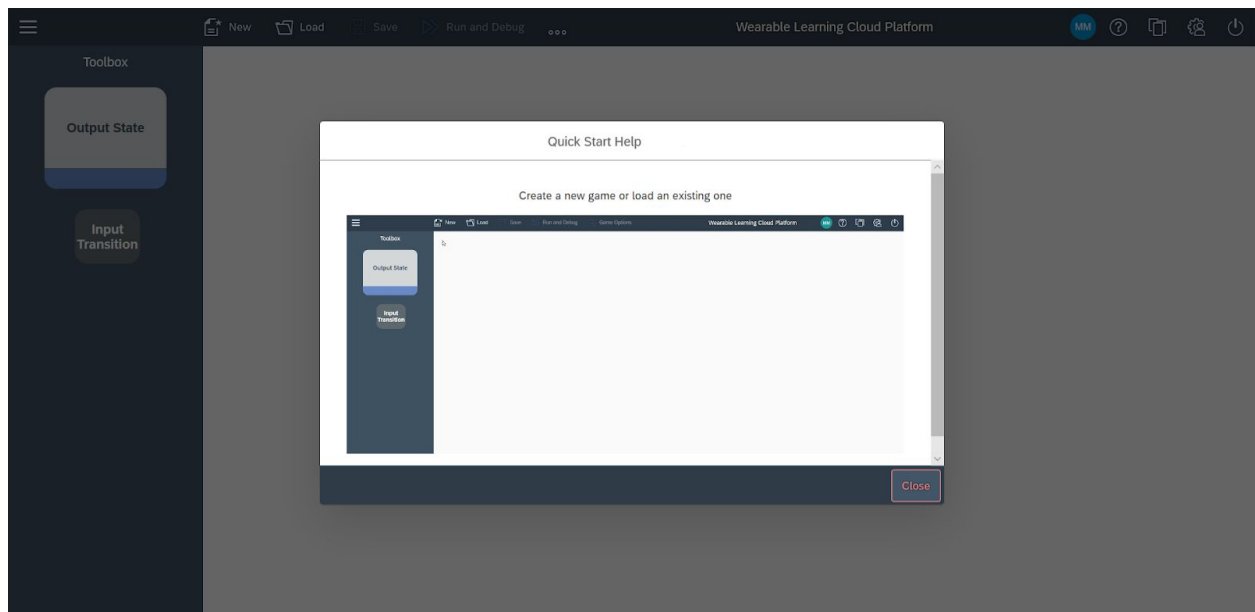 New Load Save Run and Debug Wearable Learning Cloud Platform MM
Toolbox
Output State
Input
Transition
Quick Start Help
Create a new game or load an existing one
New Load Save Run and Debug Game Options Wearable Learning Cloud Platform MM
Toolbox
Output State
Input
Transition
Close